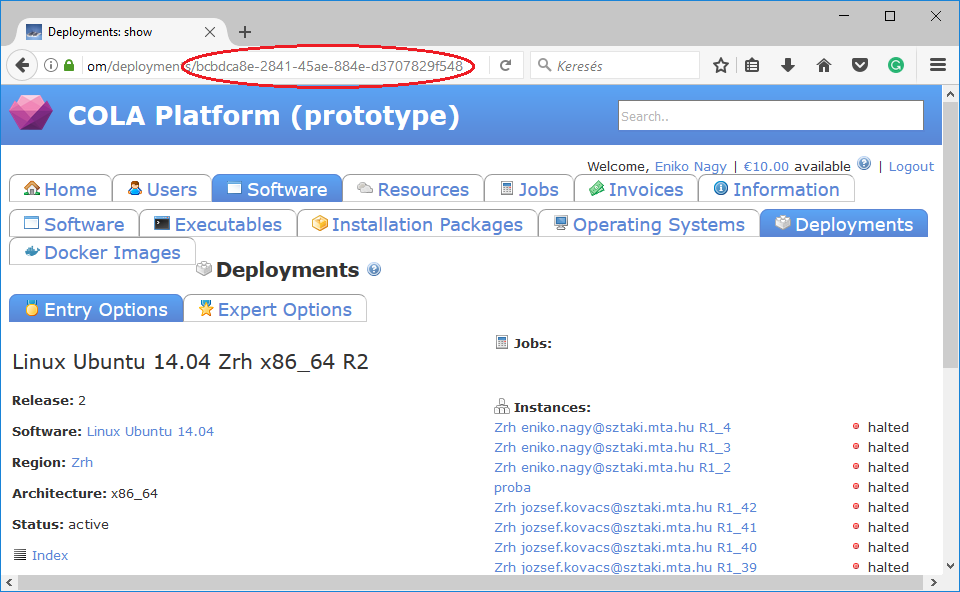 Deployments: show
om/deployments/bcbdca8e-2841-45ae-884e-d3707829f548
Keresés
COLA Platform (prototype)
Search..
Welcome, Eniko Nagy | €10.00 available | Logout
Home Users Software Resources Jobs Invoices Information
Software Executables Installation Packages Operating Systems Deployments
Docker Images
Deployments
Entry Options Expert Options
Linux Ubuntu 14.04 Zrh x86_64 R2
Release: 2
Software: Linux Ubuntu 14.04
Region: Zrh
Architecture: x86_64
Status: active
Index
Jobs:
Instances:
Zrh eniko.nagy@sztaki.mta.hu R1_4 halted
Zrh eniko.nagy@sztaki.mta.hu R1_3 halted
Zrh eniko.nagy@sztaki.mta.hu R1_2 halted
proba halted
Zrh jozsef.kovacs@sztaki.mta.hu R1_42 halted
Zrh jozsef.kovacs@sztaki.mta.hu R1_41 halted
Zrh jozsef.kovacs@sztaki.mta.hu R1_40 halted
Zrh jozsef.kovacs@sztaki.mta.hu R1_39 halted